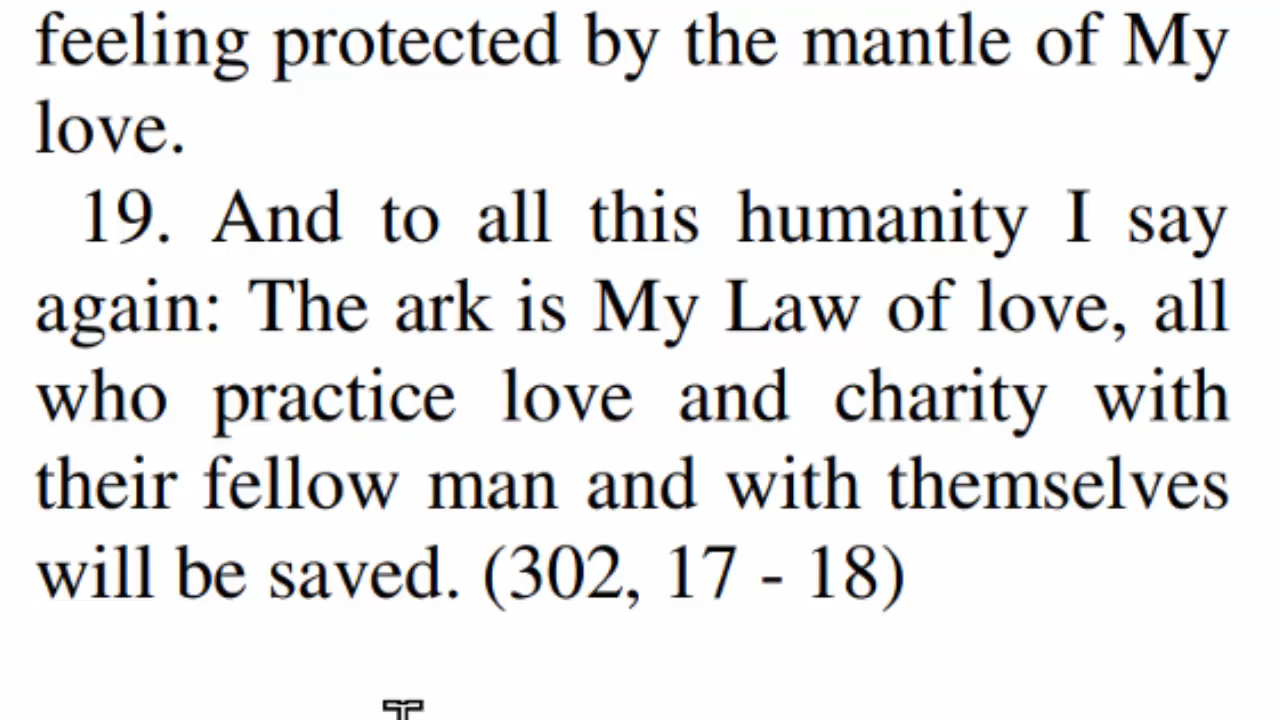 feeling protected by the mantle of My
love.
19. And to all this humanity I say
again: The ark is My Law of love, all
who practice love and charity with
their fellow man and with themselves
will be saved. (302, 17 - 18)